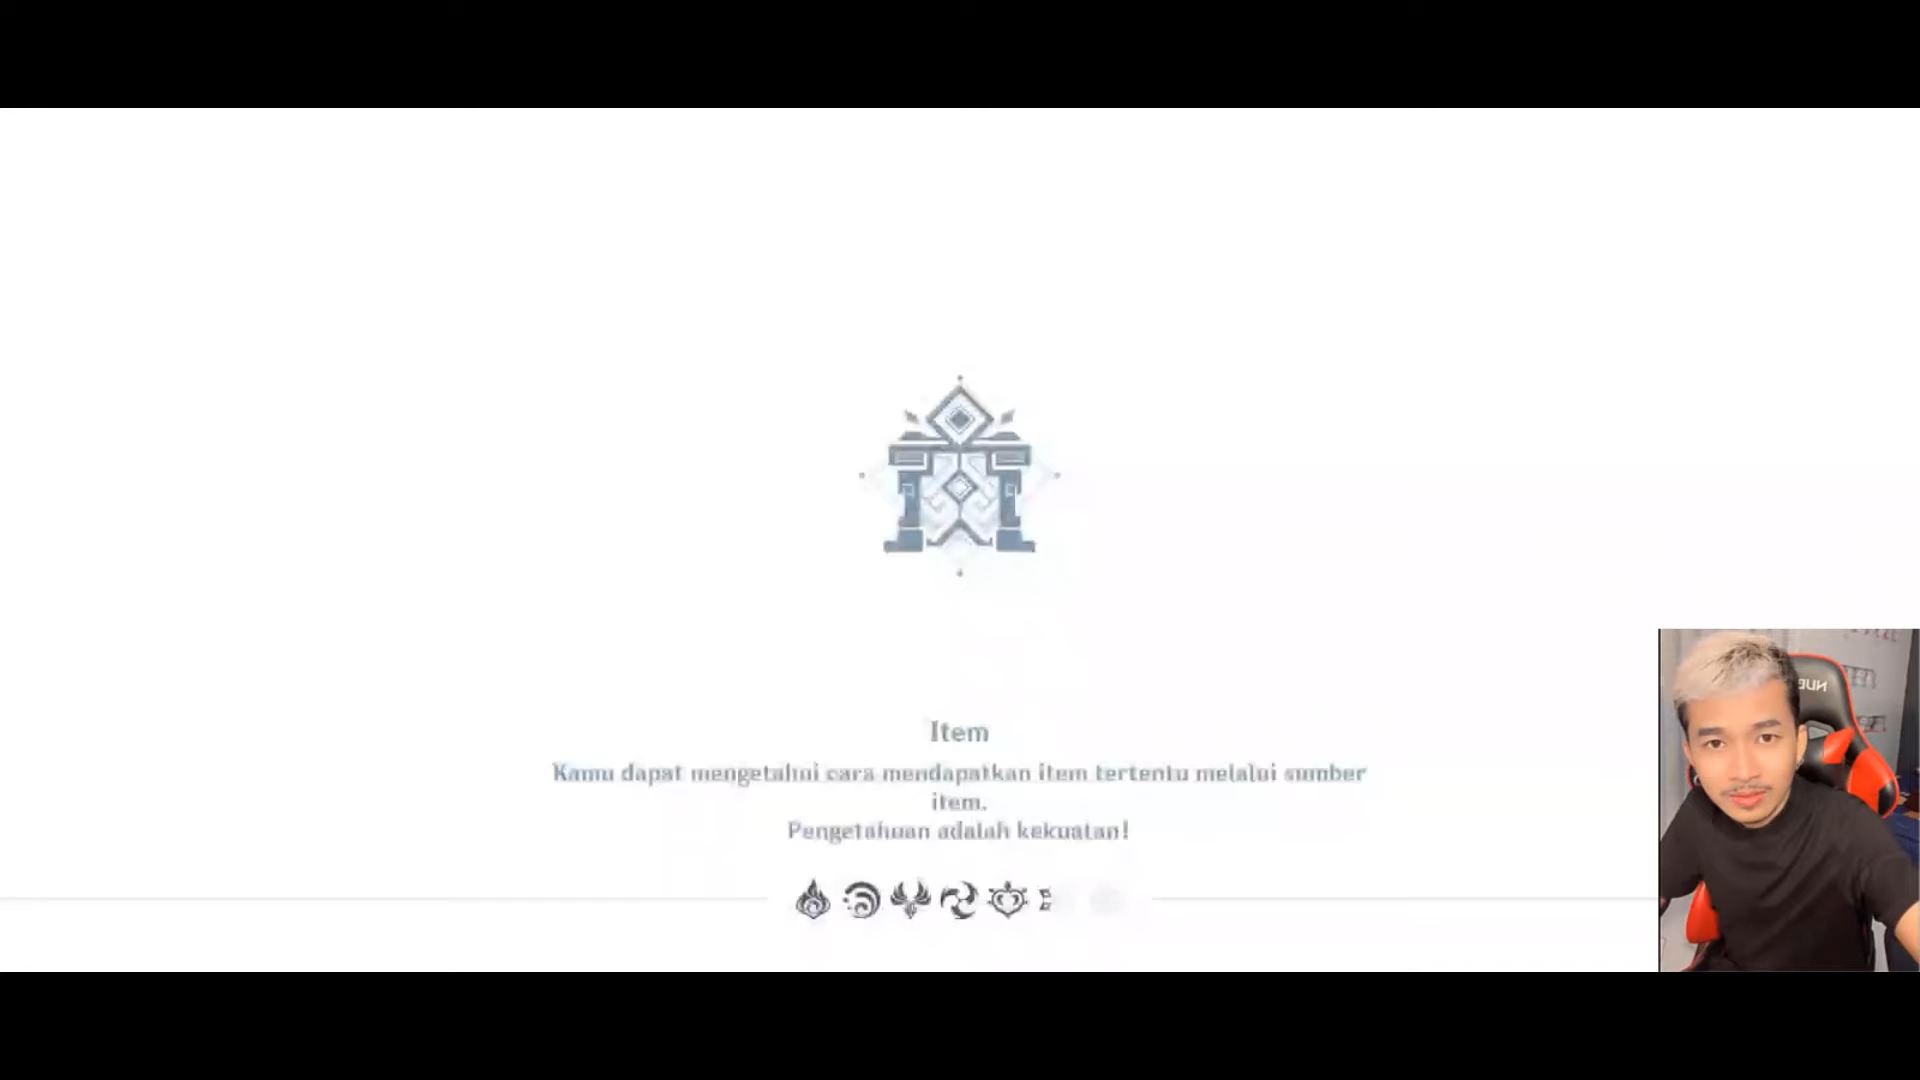 Item
Kamu dapat mengetahui cara mendapatkan item tertentu melalui sumber
item.
Pengetahuan adalah kekuatan!